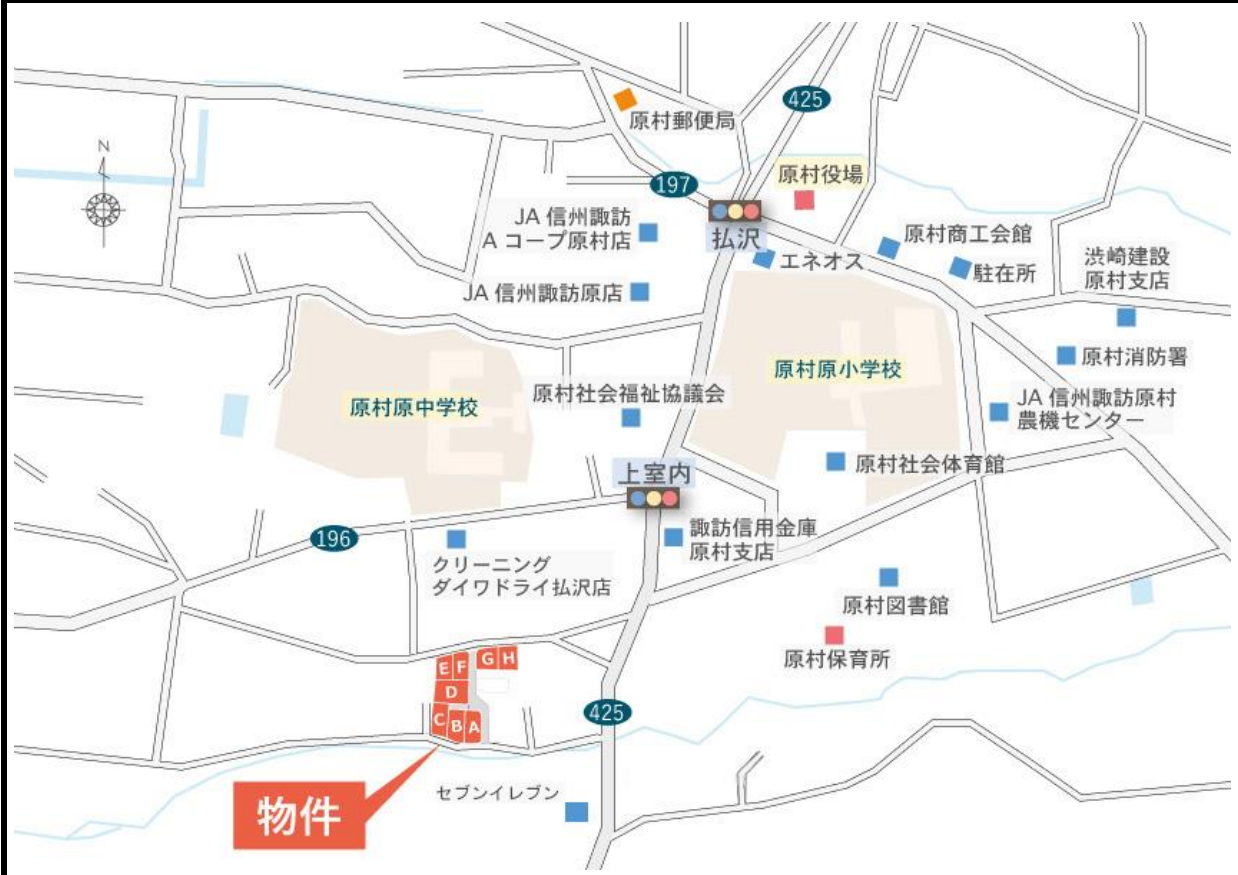 425
原村郵便局
N
197
原村役場
JA 信州諏訪
A コープ原村店
払沢
原村商工会館
エネオス
駐在所
渋崎建設
原村支店
JA 信州諏訪原店
原村消防署
原村原小学校
原村原中学校
原村社会福祉協議会
JA 信州諏訪原村
農機センター
原村社会体育館
上室内
196
諏訪信用金庫
原村支店
クリーニング
ダイワドライ払沢店
原村図書館
原村保育所
E F G H
D
C B A
425
セブンイレブン
物件